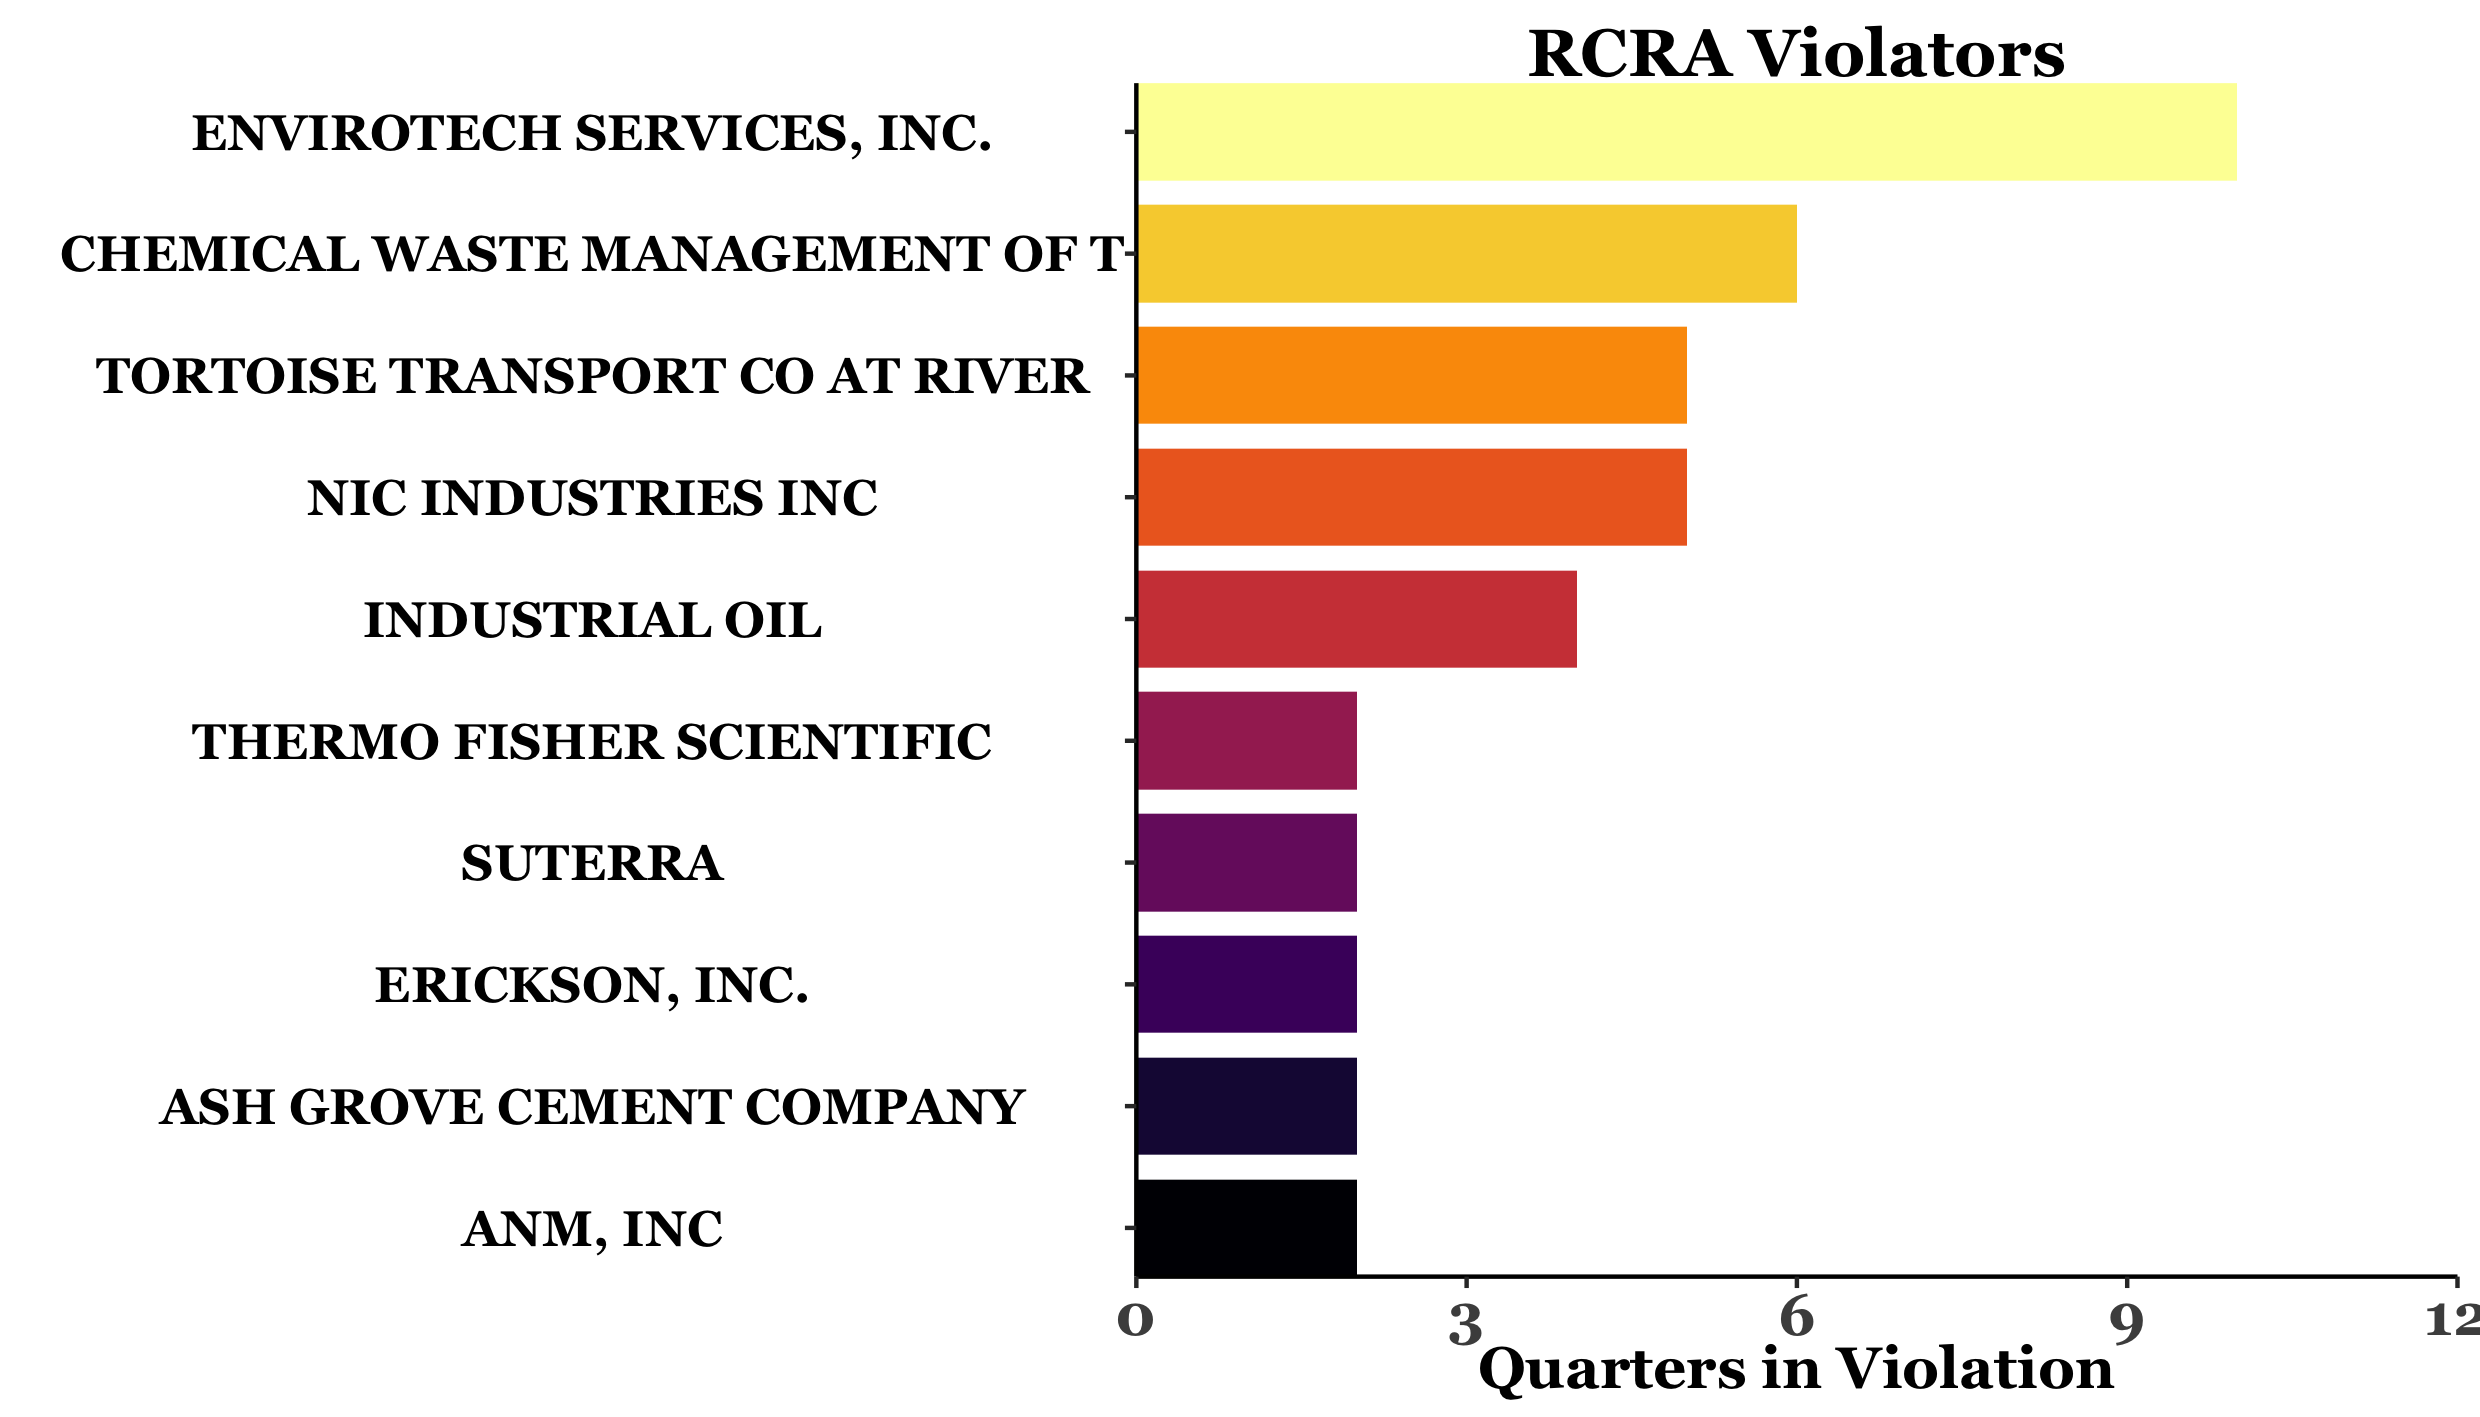 RCRA Violators
ENVIROTECH SERVICES, INC.
CHEMICAL WASTE MANAGEMENT OF T
TORTOISE TRANSPORT CO AT RIVER
NIC INDUSTRIES INC
INDUSTRIAL OIL
THERMO FISHER SCIENTIFIC
SUTERRA
ERICKSON, INC.
ASH GROVE CEMENT COMPANY
ANM, INC
0 3 6 9 12
Quarters in Violation